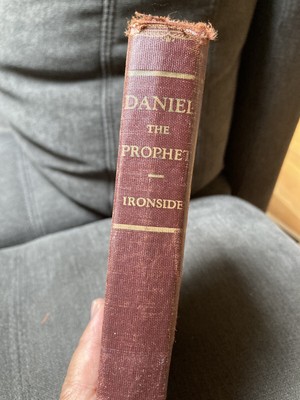 DANIEL
THE
PROPHET
IRONSIDE